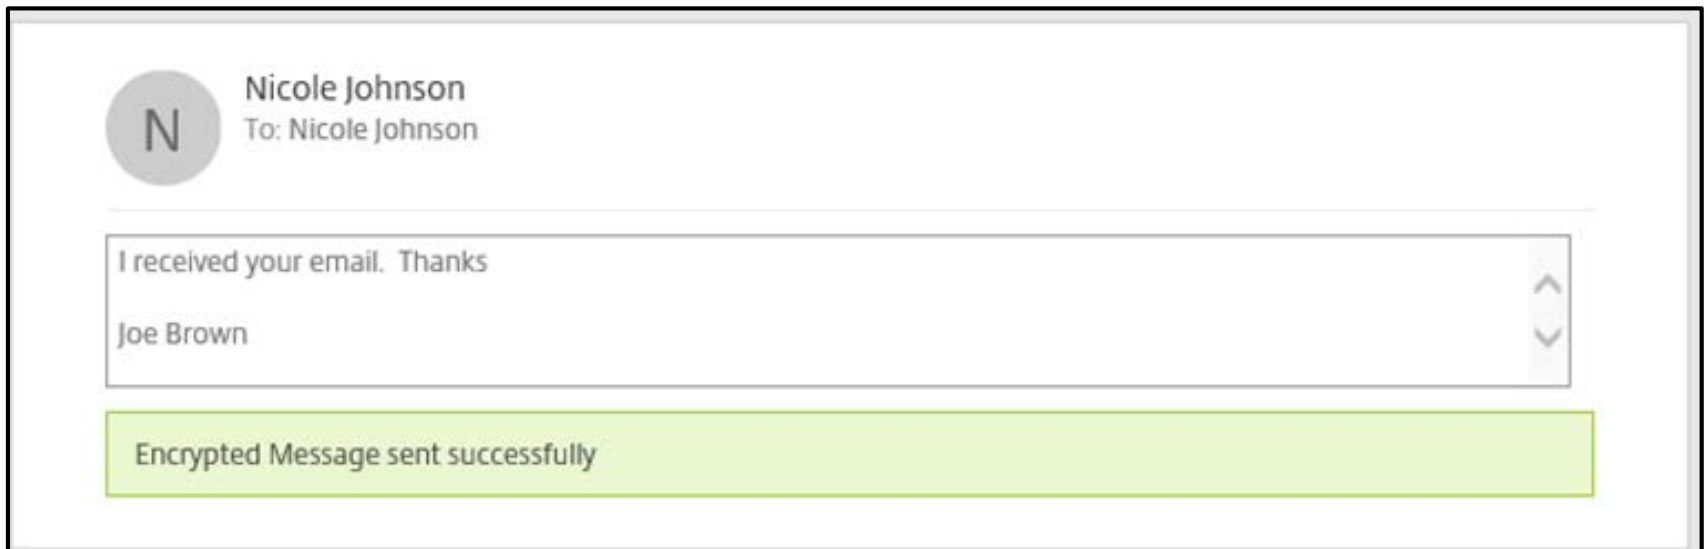 N
Nicole Johnson
To: Nicole Johnson
I received your email.  Thanks
Joe Brown
Encrypted Message sent successfully